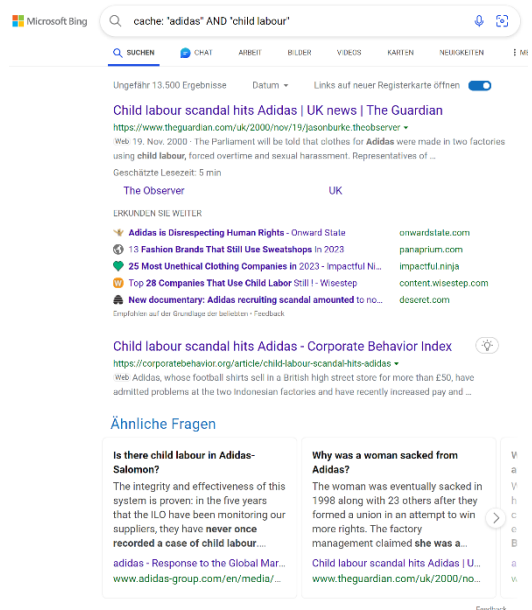 Microsoft Bing
cache: "adidas" AND "child labour"
SUCHEN CHAT ARBEIT BILDER VIDEOS KARTEN NEUIGKEITEN
Ungefähr 13.500 Ergebnisse Datum Links auf neuer Registerkarte öffnen
Child labour scandal hits Adidas | UK news | The Guardian
https://www.theguardian.com/uk/2000/nov/19/jasonburke.theobserver
Web 19. Nov. 2000 · The Parliament will be told that clothes for Adidas were made in two factories
using child labour, forced overtime and sexual harassment. Representatives of ...
Geschätzte Lesezeit: 5 min
The Observer UK
ERKUNDEN SIE WEITER
Adidas is Disrespecting Human Rights - Onward State onwardstate.com
13 Fashion Brands That Still Use Sweatshops In 2023 panaprium.com
25 Most Unethical Clothing Companies in 2023 - Impactful Ni... impactful.ninja
Top 28 Companies That Use Child Labor Still ! - Wisestep content.wisestep.com
New documentary: Adidas recruiting scandal amounted to no... deseret.com
Empfohlen auf der Grundlage der beliebten · Feedback
Child labour scandal hits Adidas - Corporate Behavior Index
https://corporatebehavior.org/article/child-labour-scandal-hits-adidas
Web Adidas, whose football shirts sell in a British high street store for more than £50, have
admitted problems at the two Indonesian factories and have recently increased pay and ...
Ähnliche Fragen
Is there child labour in Adidas-
Salomon?
The integrity and effectiveness of this
system is proven: in the five years
that the ILO have been monitoring our
suppliers, they have never once
recorded a case of child labour....
adidas - Response to the Global Mar...
www.adidas-group.com/en/media/...
Why was a woman sacked from
Adidas?
The woman was eventually sacked in
1998 along with 23 others after they
formed a union in an attempt to win
more rights. The factory
management claimed she was a...
Child labour scandal hits Adidas | U...
www.theguardian.com/uk/2000/no...
Feedback